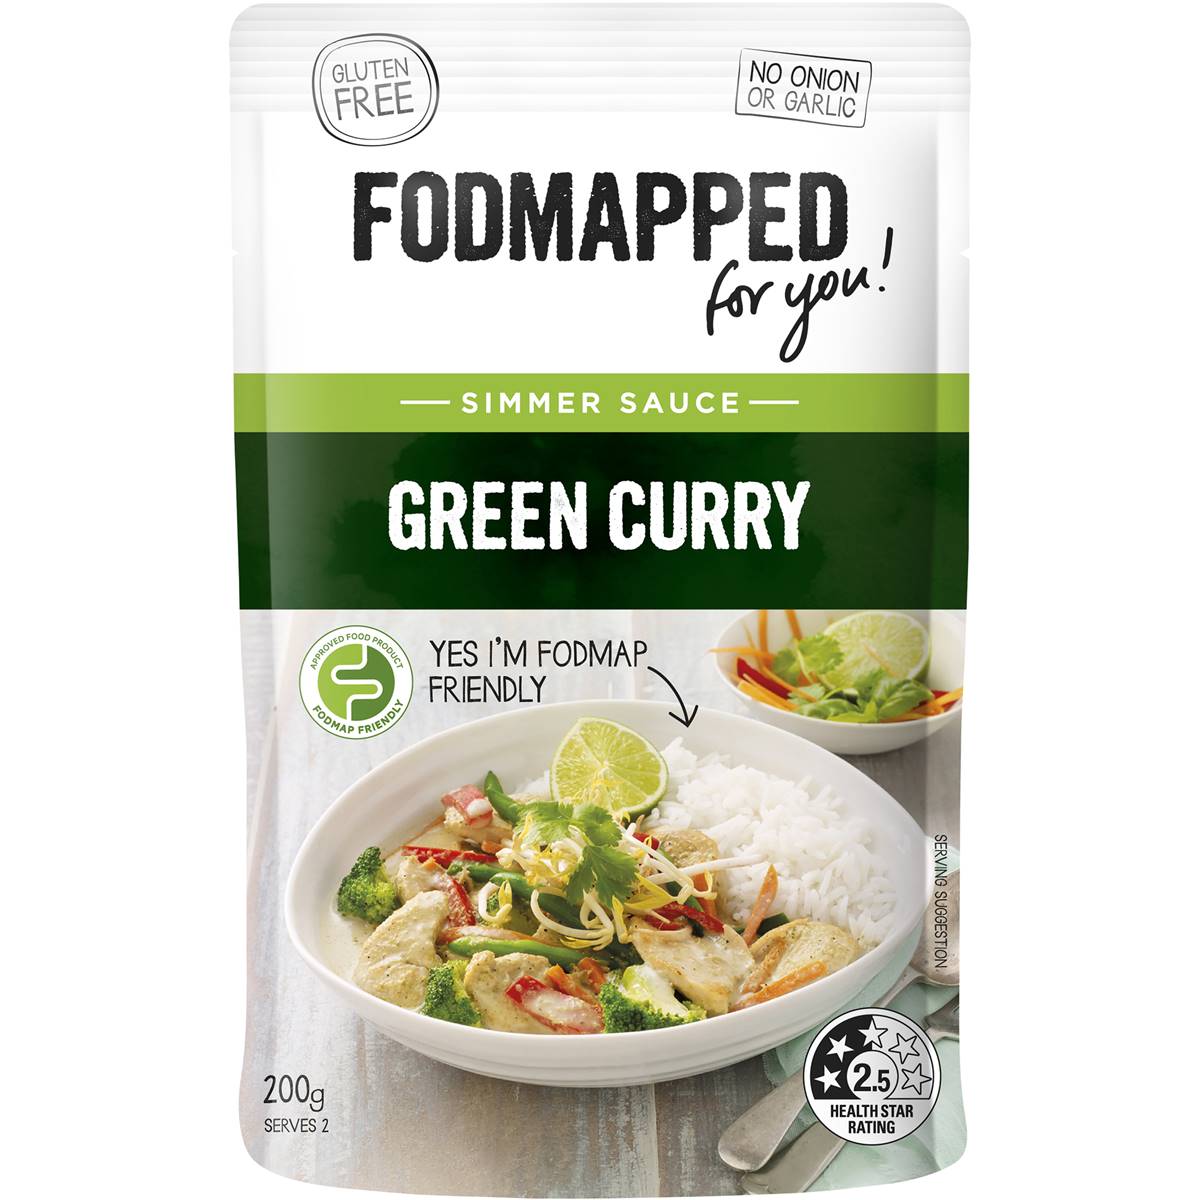 GLUTEN
FREE
NO ONION
OR GARLIC
FODMAPPED
for you!
SIMMER SAUCE
GREEN CURRY
APPROVED FOOD PRODUCT
FODMAP FRIENDLY
YES I'M FODMAP
FRIENDLY
SERVING SUGGESTION
200g
SERVES 2
2.5
HEALTH STAR
RATING